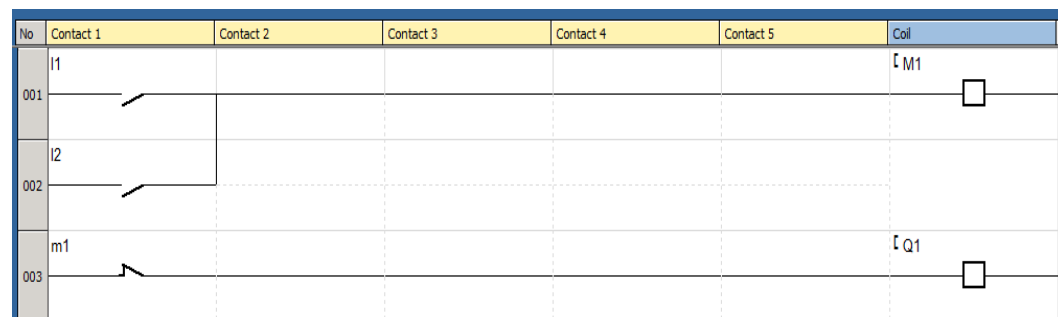 No Contact 1 Contact 2 Contact 3 Contact 4 Contact 5 Coil
I1 [ M1
001
I2
002
m1 [ Q1
003